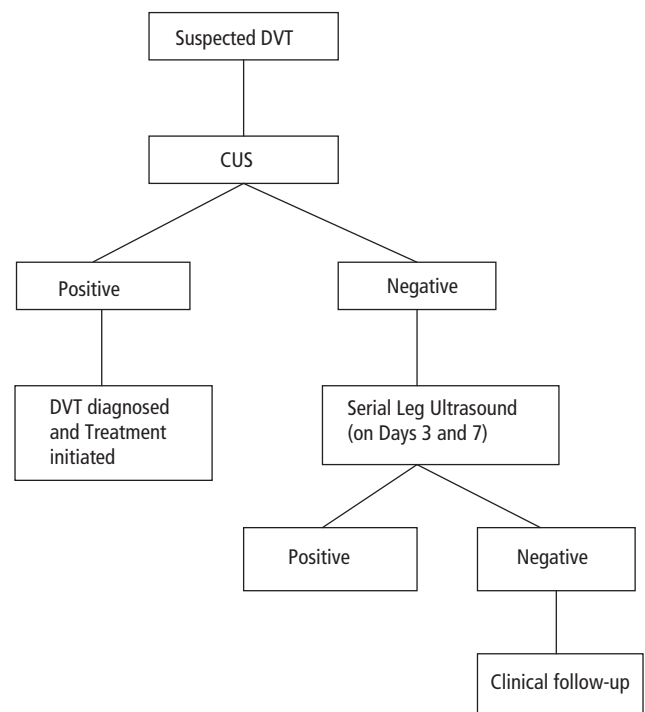 Suspected DVT
CUS
Positive
Negative
DVT diagnosed
and Treatment
initiated
Serial Leg Ultrasound
(on Days 3 and 7)
Positive
Negative
Clinical follow-up